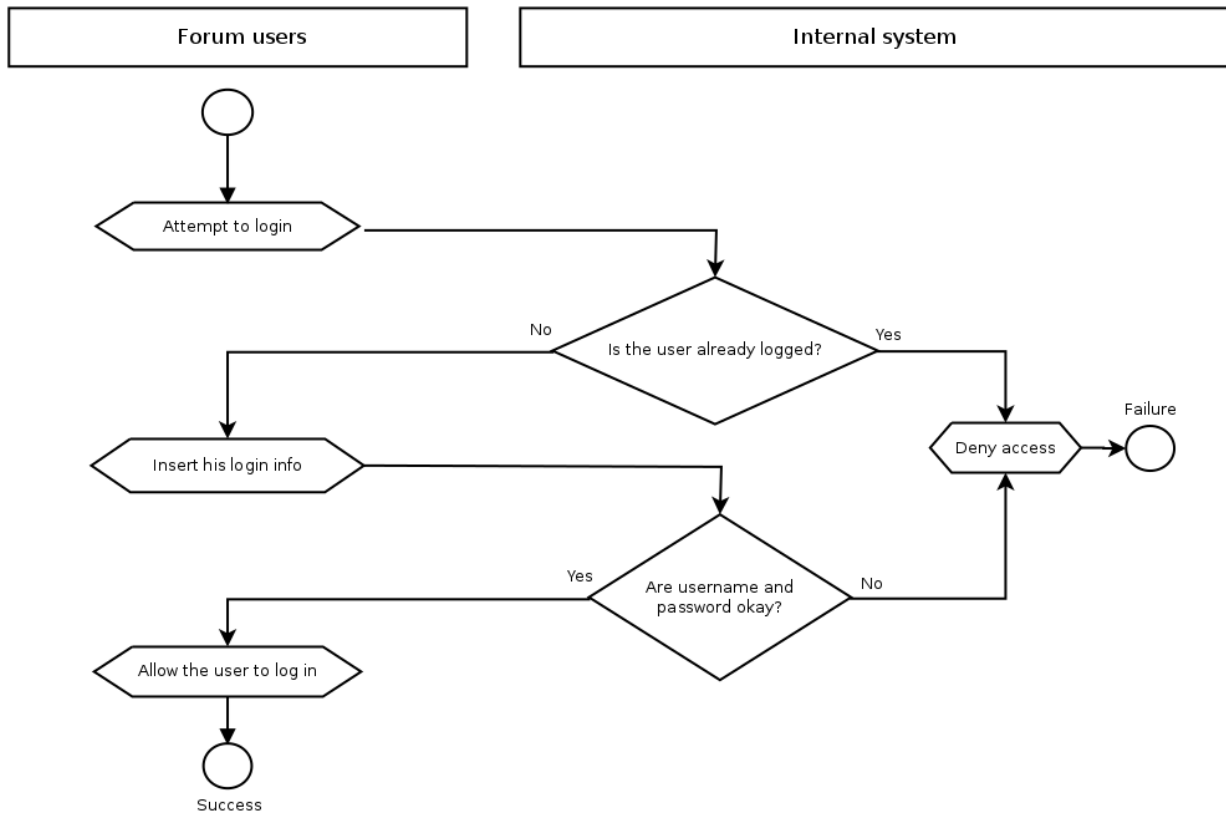 Forum users
Internal system
Attempt to login
No
Yes
Is the user already logged?
Failure
Insert his login info
Deny access
Yes
No
Are username and
password okay?
Allow the user to log in
Success